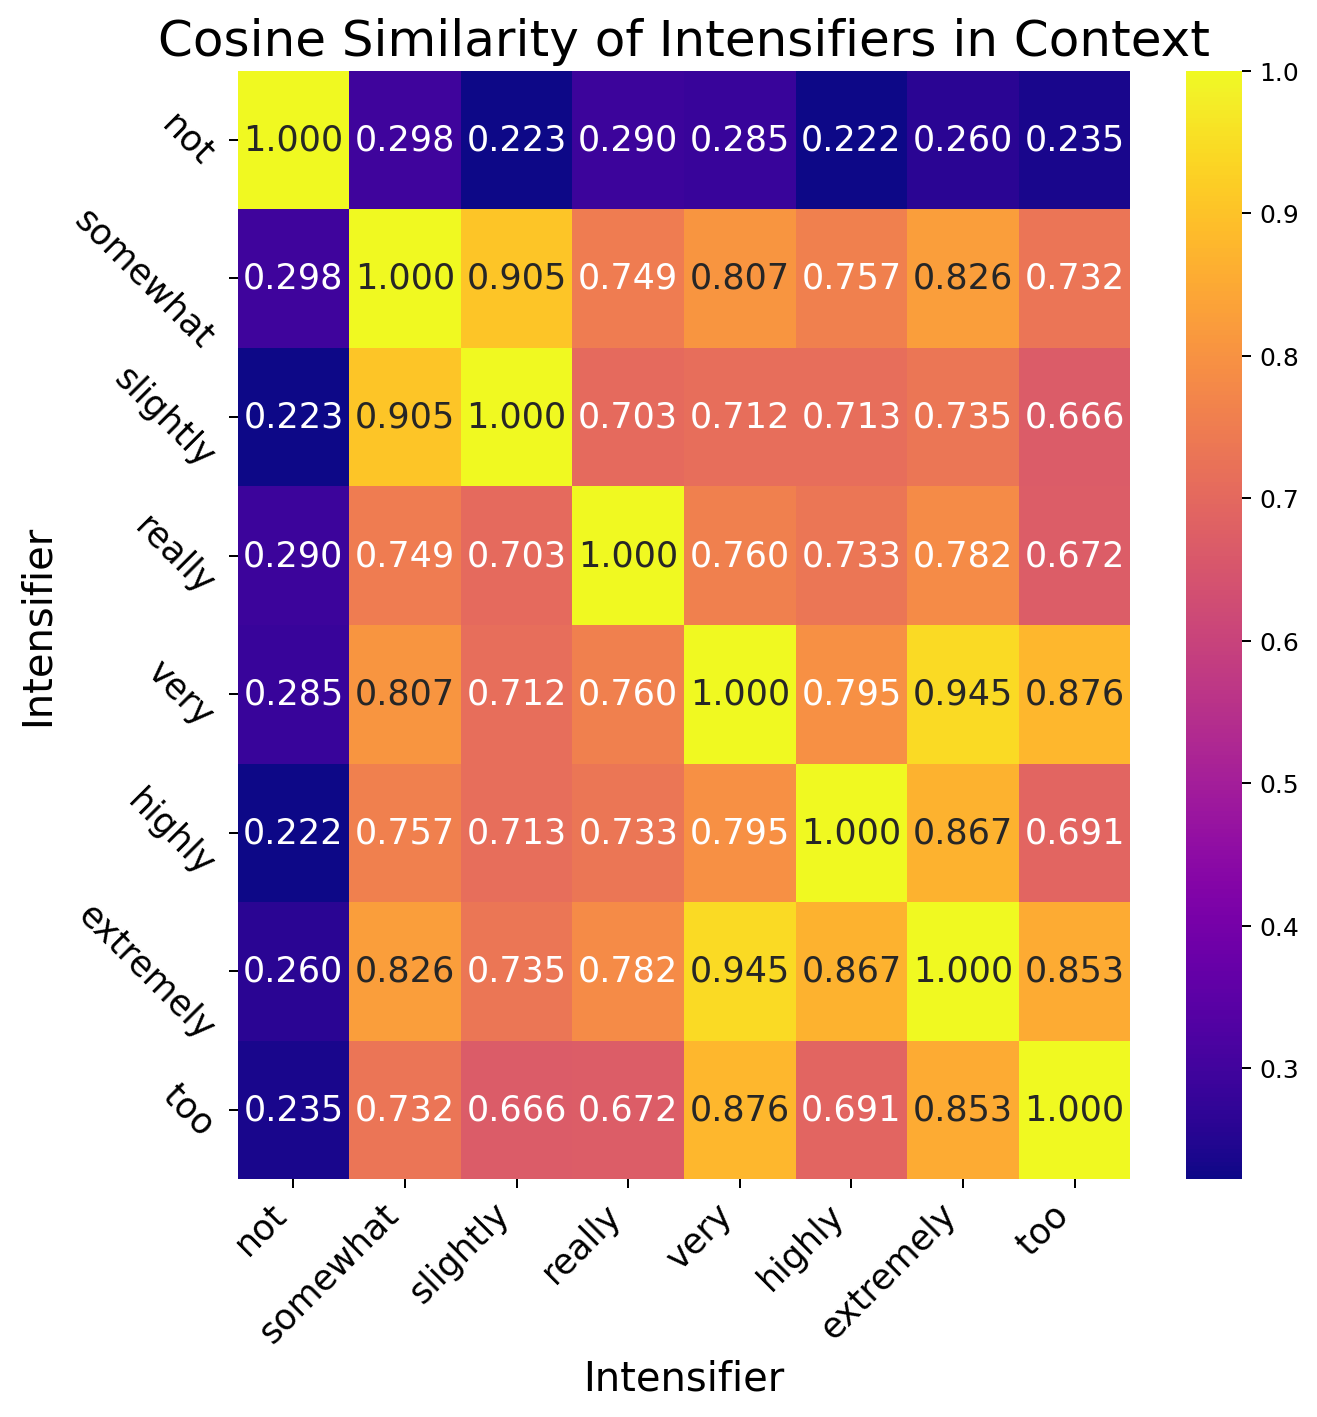 Cosine Similarity of Intensifiers in Context
not 1.000 0.298 0.223 0.290 0.285 0.222 0.260 0.235
somewhat 0.298 1.000 0.905 0.749 0.807 0.757 0.826 0.732
slightly 0.223 0.905 1.000 0.703 0.712 0.713 0.735 0.666
really 0.290 0.749 0.703 1.000 0.760 0.733 0.782 0.672
very 0.285 0.807 0.712 0.760 1.000 0.795 0.945 0.876
highly 0.222 0.757 0.713 0.733 0.795 1.000 0.867 0.691
extremely 0.260 0.826 0.735 0.782 0.945 0.867 1.000 0.853
too 0.235 0.732 0.666 0.672 0.876 0.691 0.853 1.000
not somewhat slightly really very highly extremely too
Intensifier
Intensifier
1.0
0.9
0.8
0.7
0.6
0.5
0.4
0.3